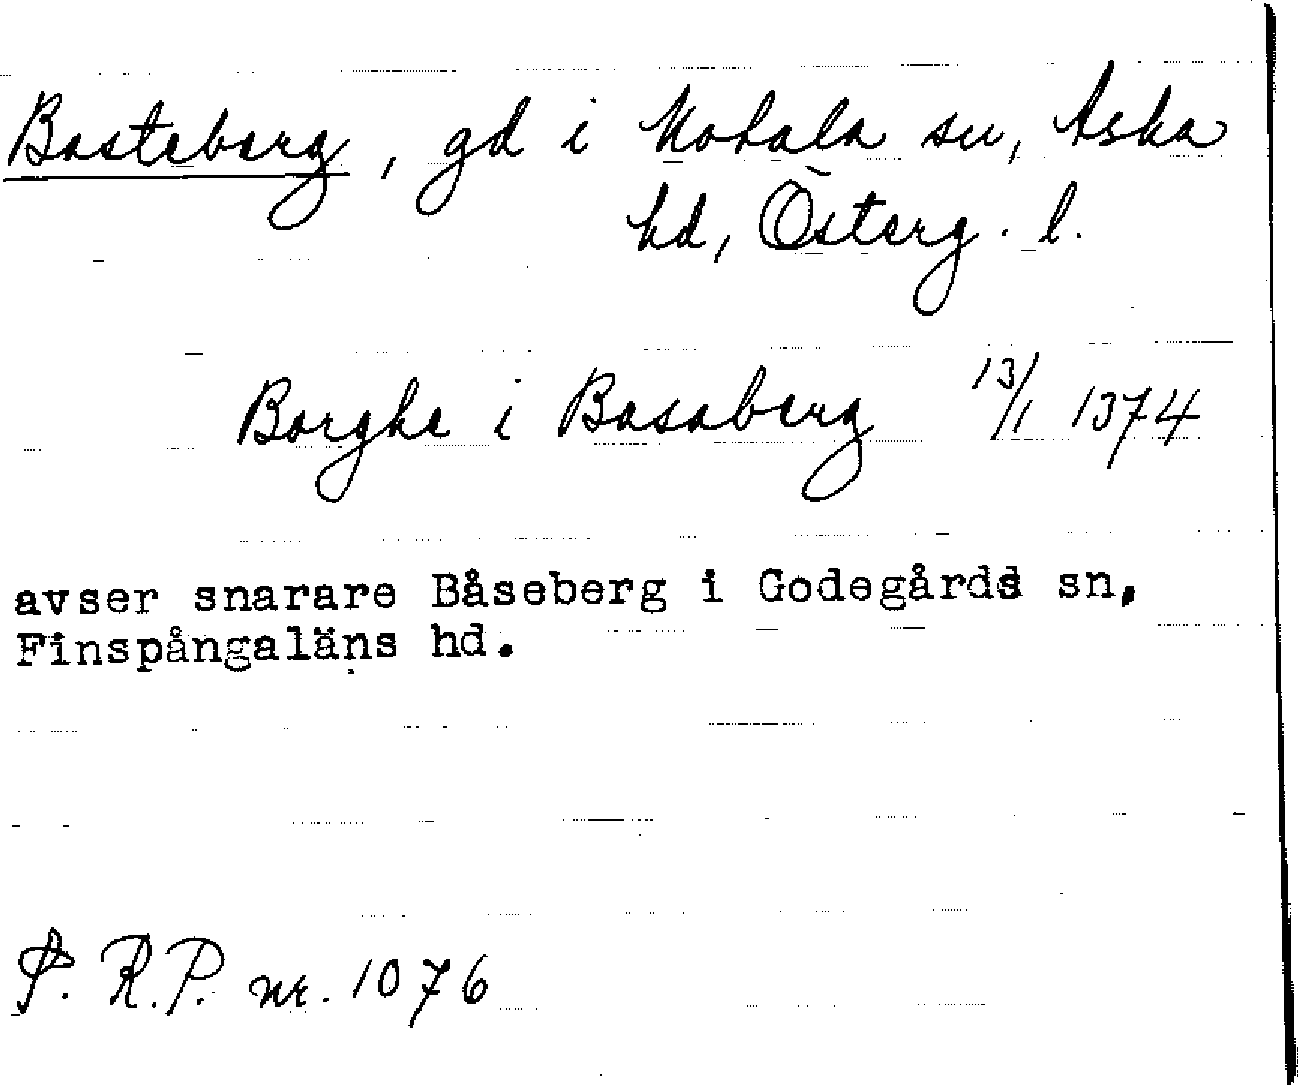 Basteberg, gd i Motala sn, Aska
hd, Österg. l.
Borghe i Basaberg 13/1 1374
avser snarare Båseberg i Godegårds sn,
Finspångaläns hd.
P. R.P. nr. 1076